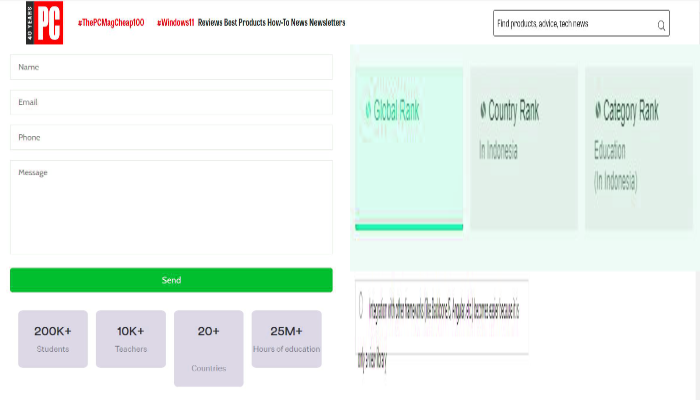 40 YEARS
PC
#ThePCMagCheap100 #Windows11 Reviews Best Products How-To News Newsletters
Find products, advice, tech news
Name
Email
Phone
Message
Send
200K+
Students
10K+
Teachers
20+
Countries
25M+
Hours of education
Global Rank
Country Rank
In Indonesia
Category Rank
Education
(In Indonesia)
Integration with other frameworks (like BackboneJS, Angular, etc.) becomes easier because it is
only a view library